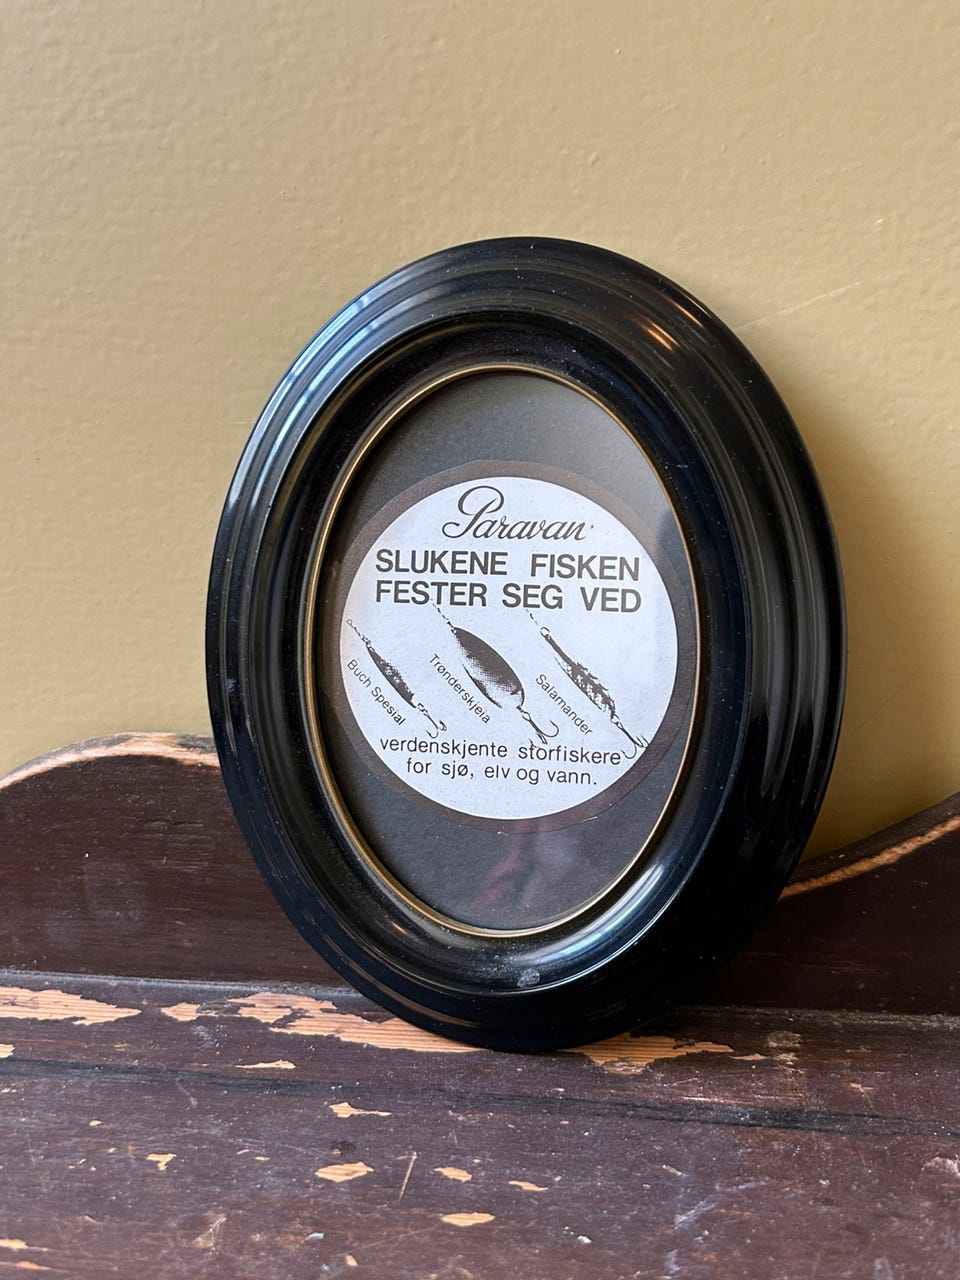 Paravan
SLUKENE FISKEN
FESTER SEG VED
Buch Spesial
Trønderskjeia
Salamander
verdenskjente storfiskere
for sjø, elv og vann.